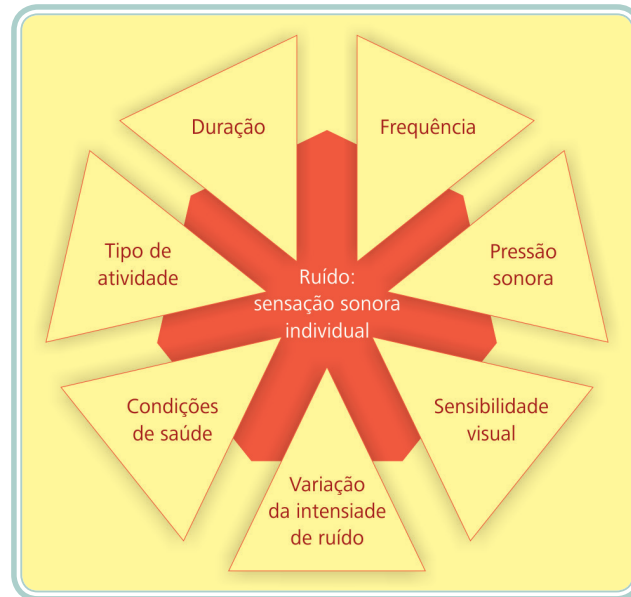 Duração
Frequência
Tipo de
atividade
Pressão
sonora
Ruído:
sensação sonora
individual
Condições
de saúde
Sensibilidade
visual
Variação
da intensiade
de ruído